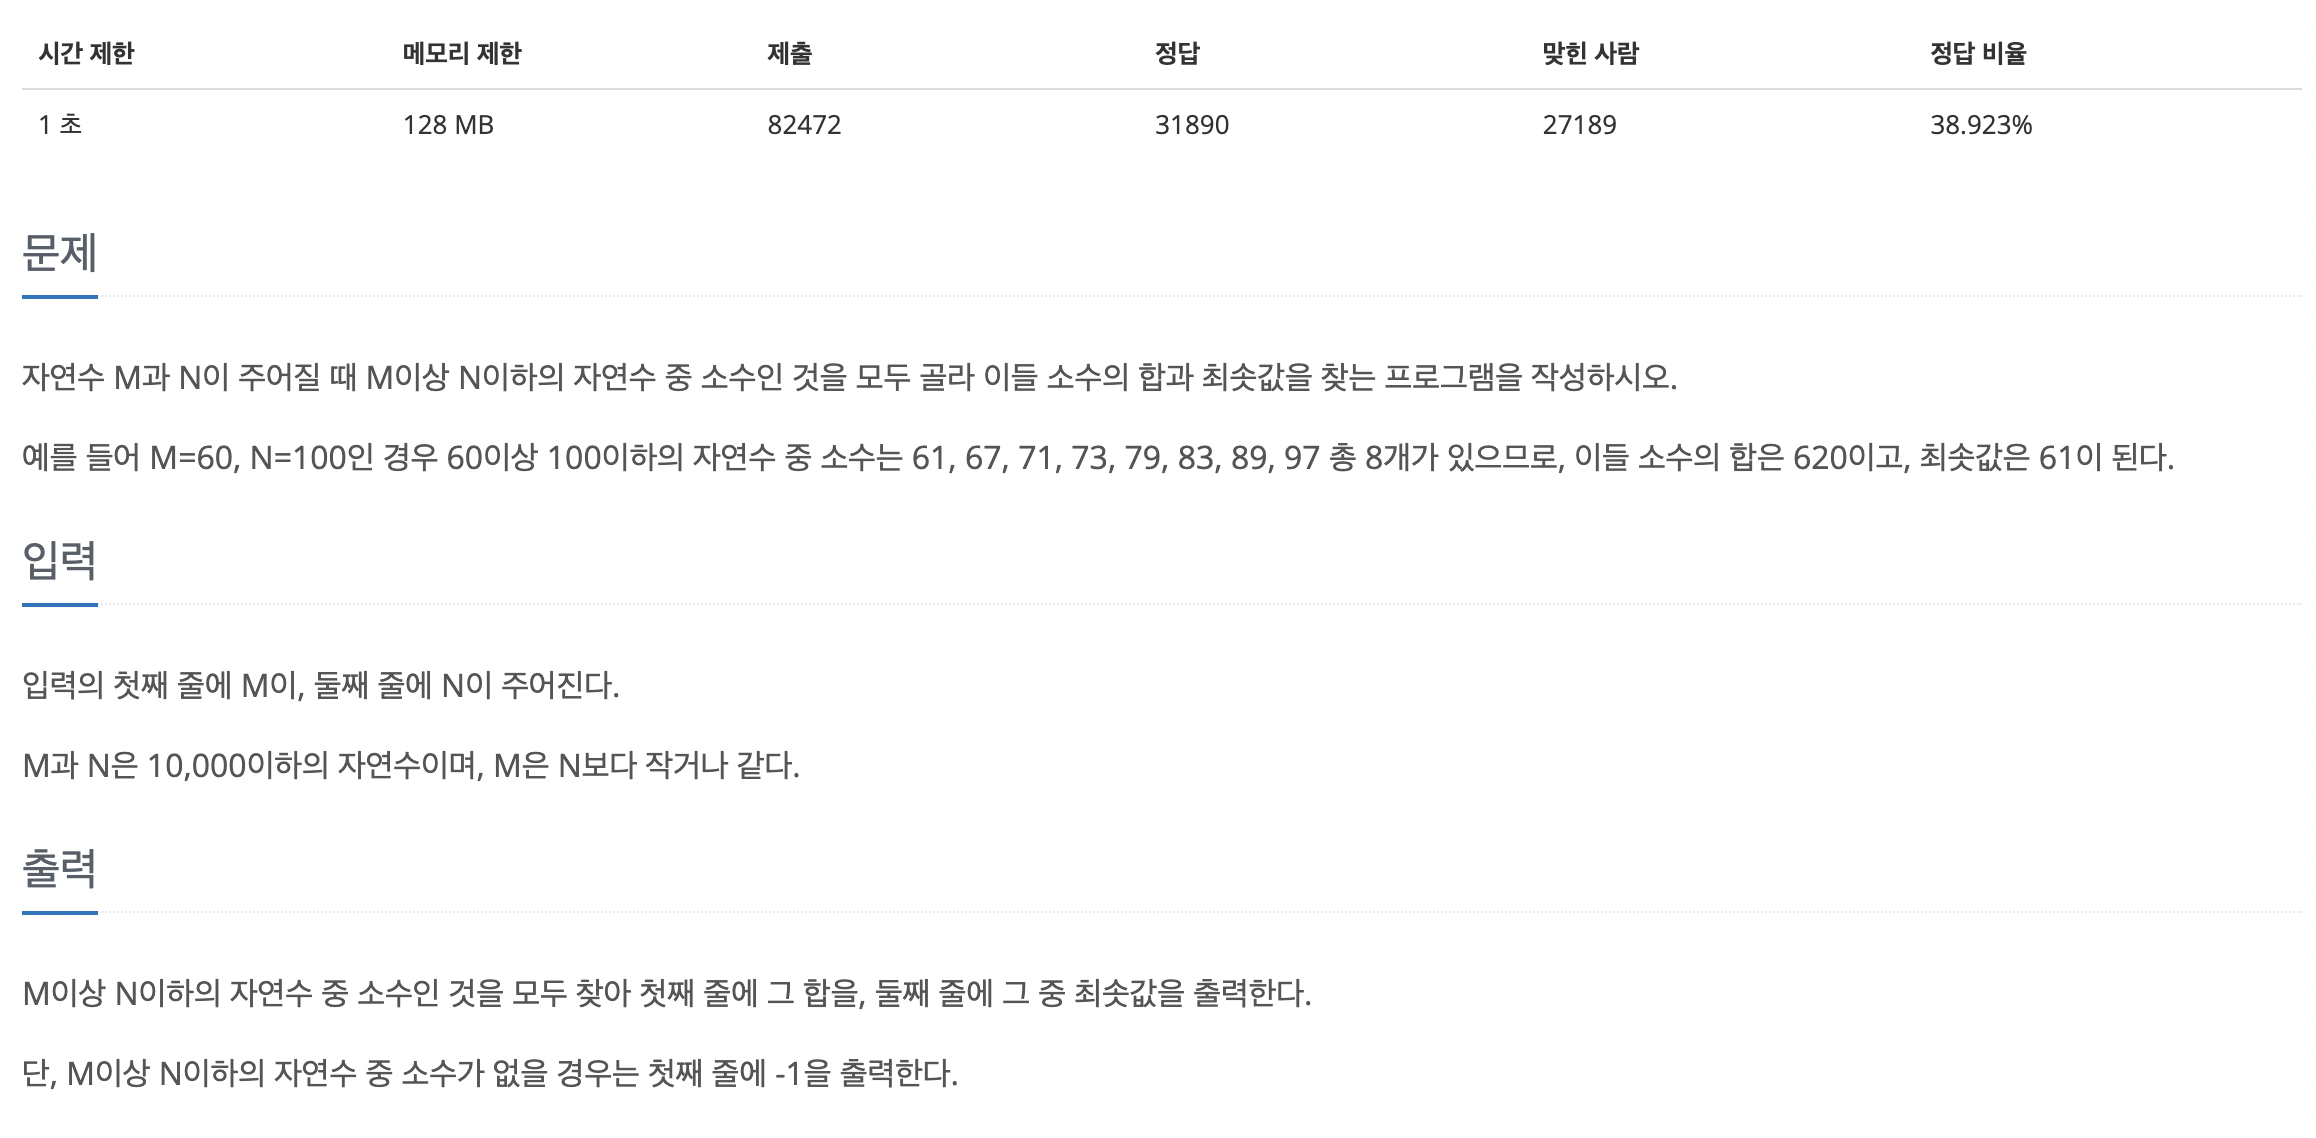 시간 제한 메모리 제한 제출 정답 맞힌 사람 정답 비율
1 초 128 MB 82472 31890 27189 38.923%
문제
자연수 M과 N이 주어질 때 M이상 N이하의 자연수 중 소수인 것을 모두 골라 이들 소수의 합과 최솟값을 찾는 프로그램을 작성하시오.
예를 들어 M=60, N=100인 경우 60이상 100이하의 자연수 중 소수는 61, 67, 71, 73, 79, 83, 89, 97 총 8개가 있으므로, 이들 소수의 합은 620이고, 최솟값은 61이 된다.
입력
입력의 첫째 줄에 M이, 둘째 줄에 N이 주어진다.
M과 N은 10,000이하의 자연수이며, M은 N보다 작거나 같다.
출력
M이상 N이하의 자연수 중 소수인 것을 모두 찾아 첫째 줄에 그 합을, 둘째 줄에 그 중 최솟값을 출력한다.
단, M이상 N이하의 자연수 중 소수가 없을 경우는 첫째 줄에 -1을 출력한다.